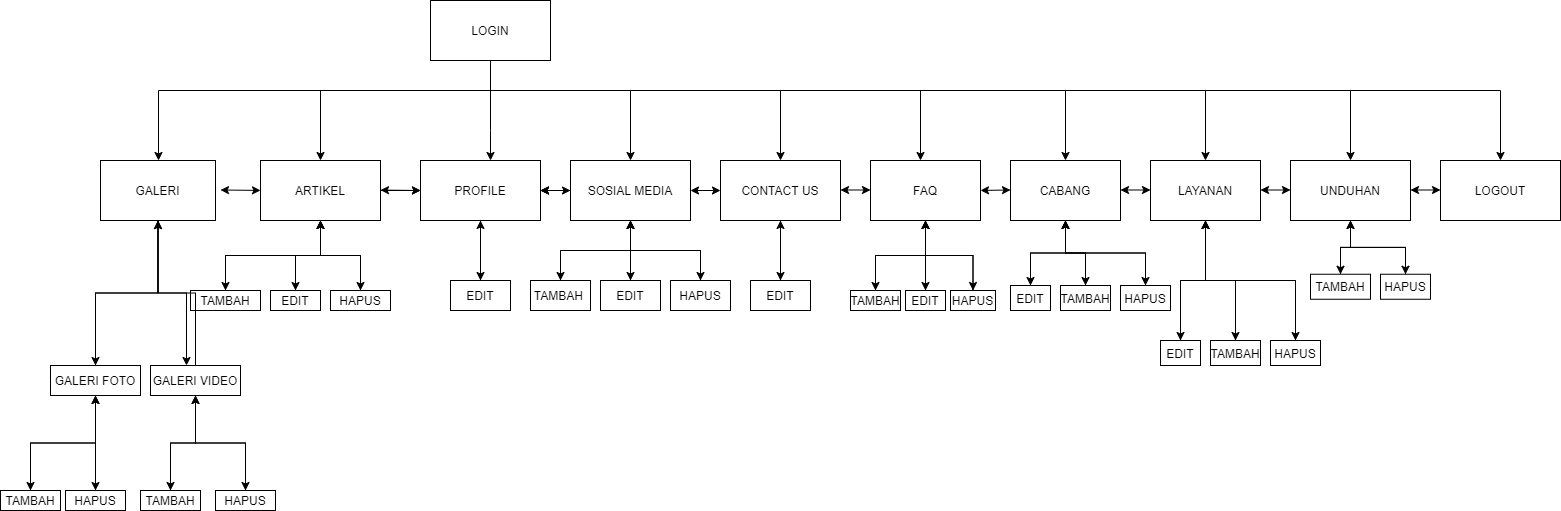 LOGIN
GALERI
ARTIKEL
PROFILE
SOSIAL MEDIA
CONTACT US
FAQ
CABANG
LAYANAN
UNDUHAN
LOGOUT
TAMBAH
EDIT
HAPUS
EDIT
TAMBAH
EDIT
HAPUS
EDIT
TAMBAH
EDIT
HAPUS
EDIT
TAMBAH
HAPUS
TAMBAH
HAPUS
EDIT
TAMBAH
HAPUS
GALERI FOTO
GALERI VIDEO
TAMBAH
HAPUS
TAMBAH
HAPUS